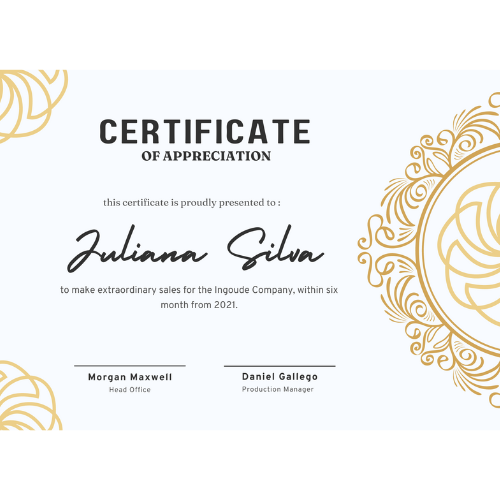 CERTIFICATE
OF APPRECIATION
this certificate is proudly presented to :
Juliana Silva
to make extraordinary sales for the Ingoude Company, within six
month from 2021.
Morgan Maxwell
Head Office
Daniel Gallego
Production Manager